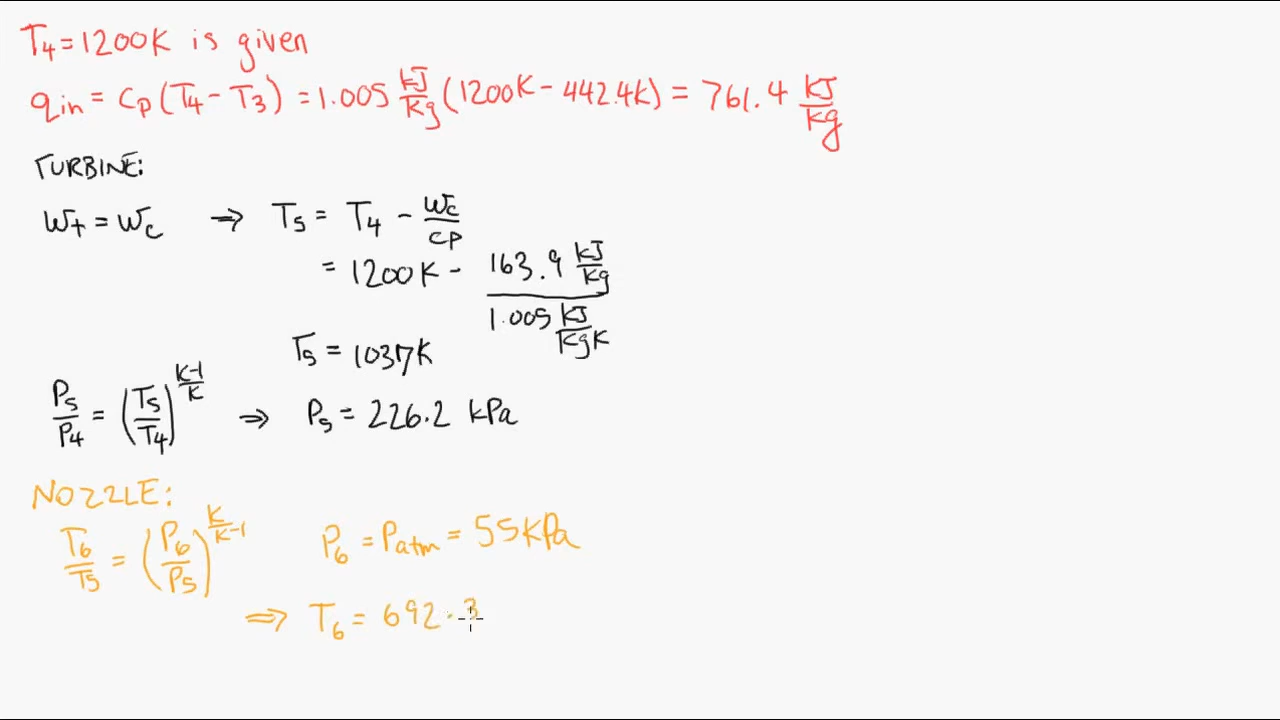 T4 = 1200K is given
qin = Cp (T4 - T3) = 1.005 kJ/kg (1200K - 442.4K) = 761.4 kJ/kg
TURBINE:
Wt = Wc ⇒ T5 = T4 - Wc/CP
= 1200K - 163.9 kJ/kg / 1.005 kJ/kgK
T5 = 1037K
P5/P4 = (T5/T4)^(K-1/K) ⇒ P5 = 226.2 kPa
NOZZLE:
T6/T5 = (P6/P5)^(K/K-1) P6 = Patm = 55kPa
⇒ T6 = 692.3